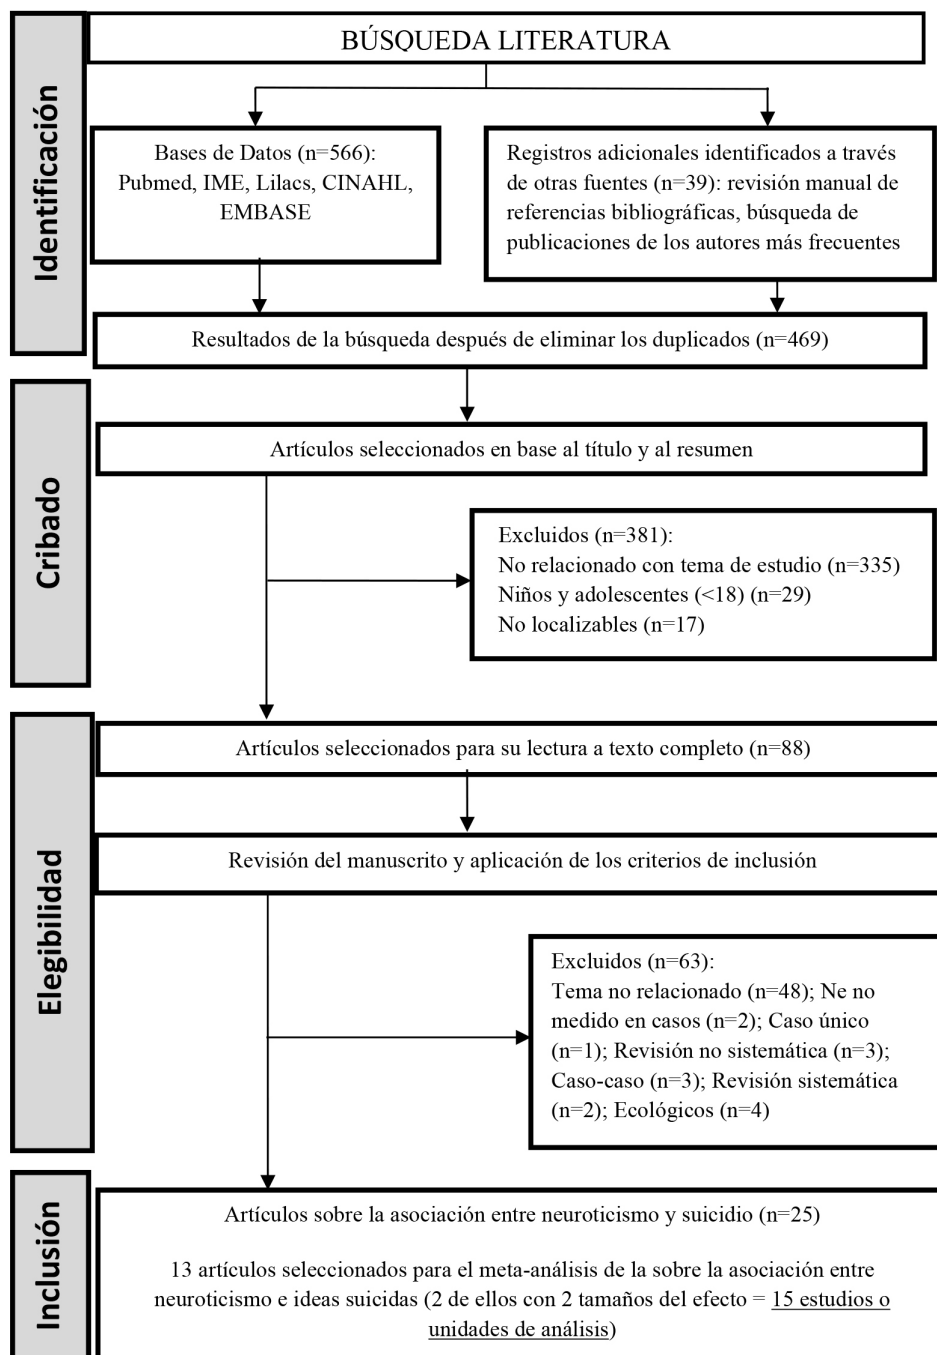 BÚSQUEDA LITERATURA
Identificación
Bases de Datos (n=566):
Pubmed, IME, Lilacs, CINAHL,
EMBASE
Registros adicionales identificados a través
de otras fuentes (n=39): revisión manual de
referencias bibliográficas, búsqueda de
publicaciones de los autores más frecuentes
Resultados de la búsqueda después de eliminar los duplicados (n=469)
Cribado
Artículos seleccionados en base al título y al resumen
Excluidos (n=381):
No relacionado con tema de estudio (n=335)
Niños y adolescentes (<18) (n=29)
No localizables (n=17)
Elegibilidad
Artículos seleccionados para su lectura a texto completo (n=88)
Revisión del manuscrito y aplicación de los criterios de inclusión
Excluidos (n=63):
Tema no relacionado (n=48); Ne no
medido en casos (n=2); Caso único
(n=1); Revisión no sistemática (n=3);
Caso-caso (n=3); Revisión sistemática
(n=2); Ecológicos (n=4)
Inclusión
Artículos sobre la asociación entre neuroticismo y suicidio (n=25)
13 artículos seleccionados para el meta-análisis de la sobre la asociación entre
neuroticismo e ideas suicidas (2 de ellos con 2 tamaños del efecto = 15 estudios o
unidades de análisis)